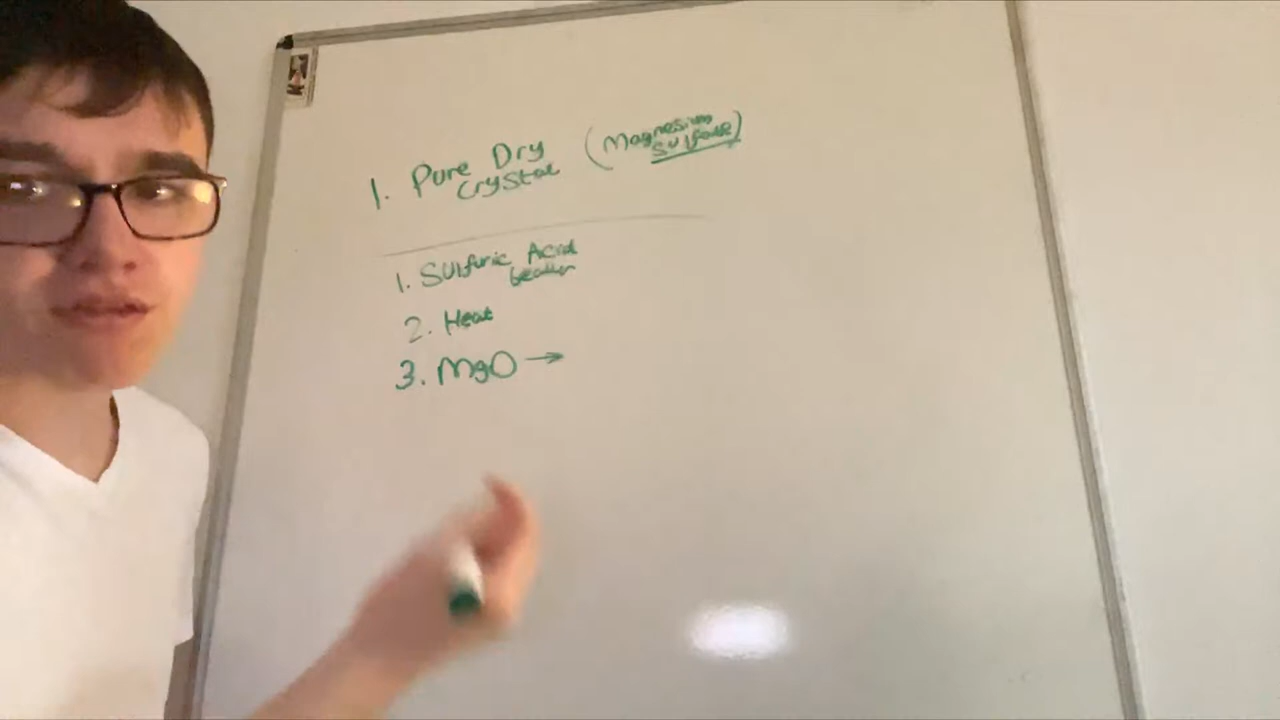 1. Pure Dry (Magnesium
Crystal Sulfate)
1. Sulfuric Acid
beaker
2. Heat
3. MgO →